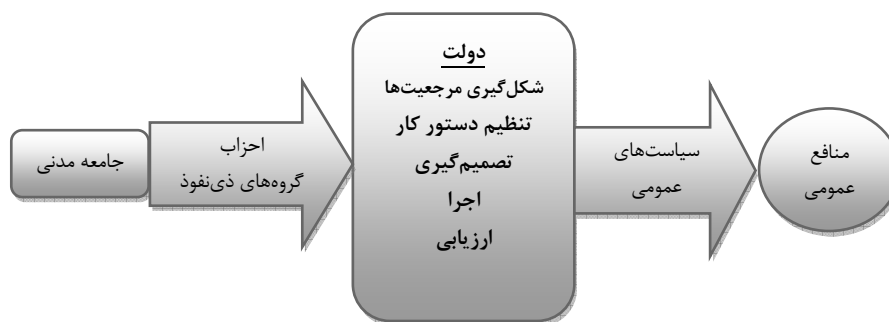 جامعه مدنی
احزاب
گروه‌های ذی‌نفوذ
دولت
شکل‌گیری مرجعیت‌ها
تنظیم دستور کار
تصمیم‌گیری
اجرا
ارزیابی
سیاست‌های
عمومی
منافع
عمومی